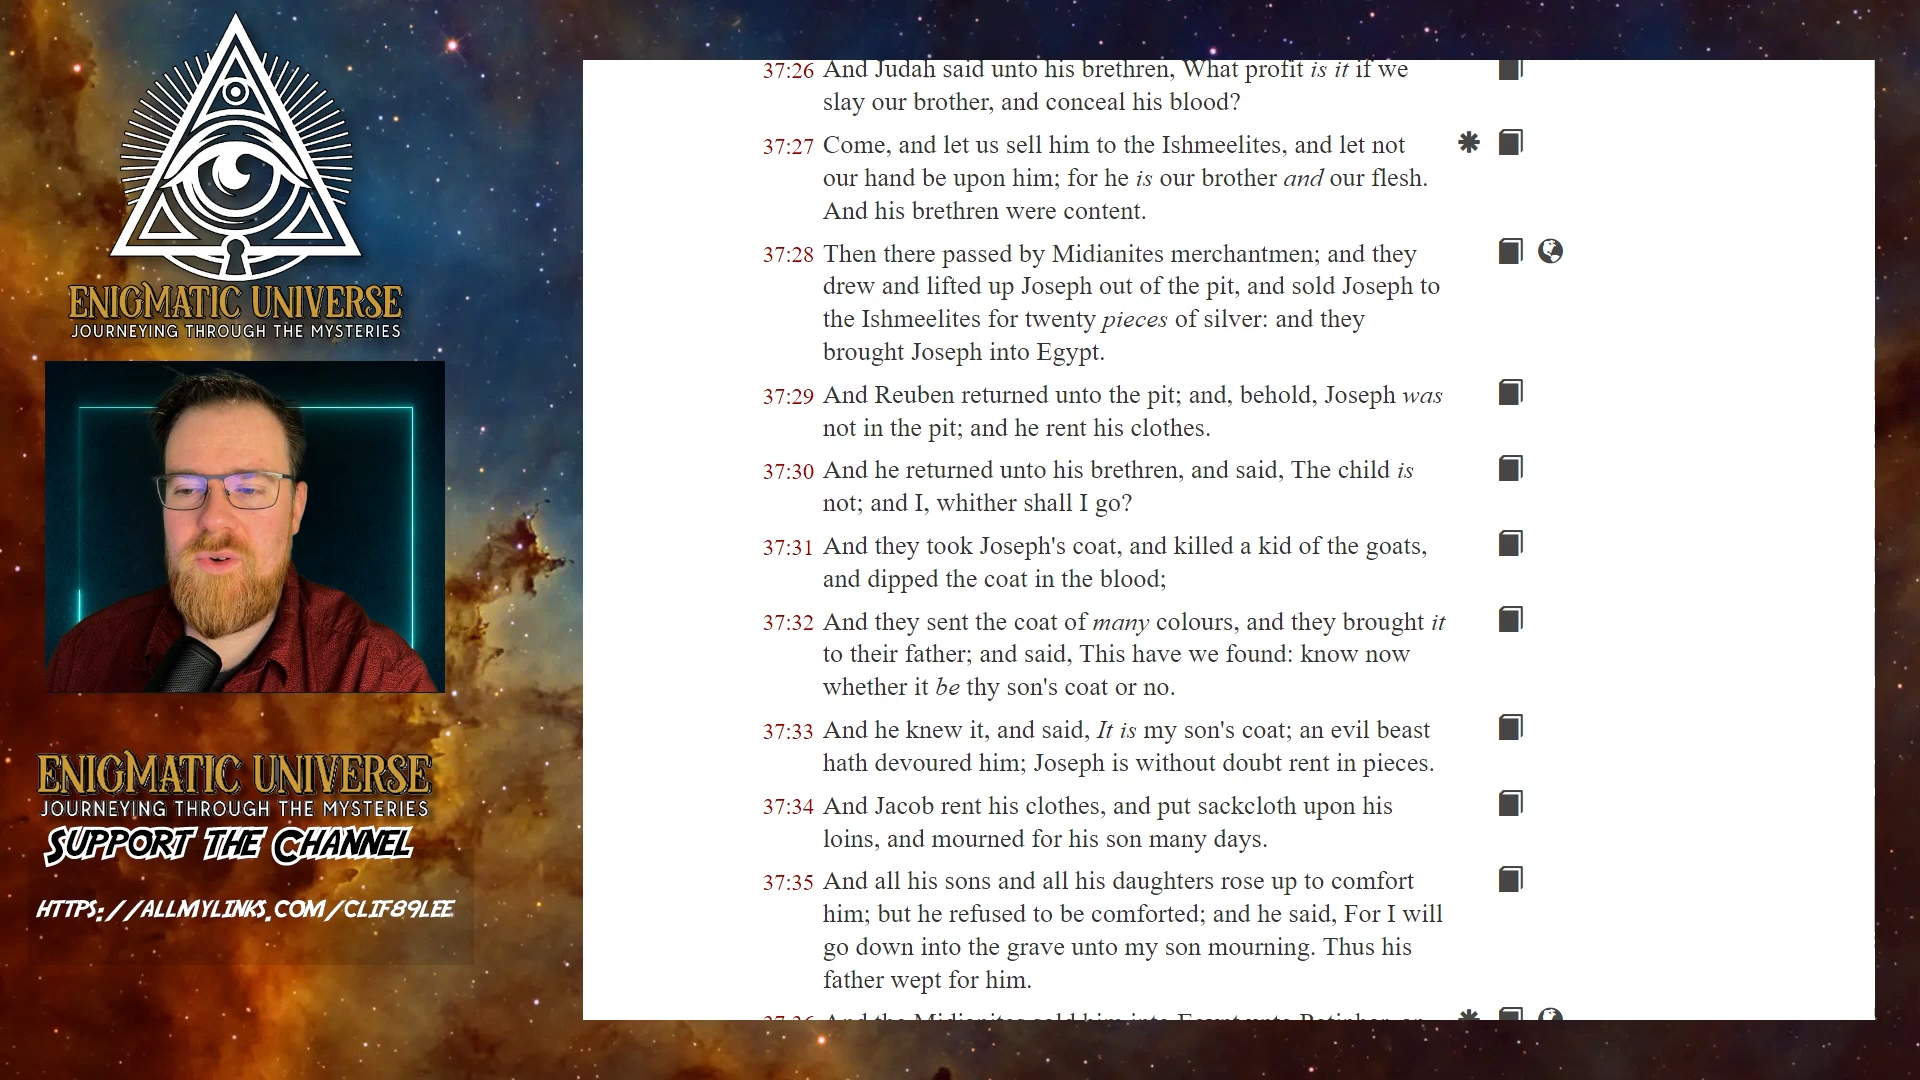 ENIGMATIC UNIVERSE
JOURNEYING THROUGH THE MYSTERIES
ENIGMATIC UNIVERSE
JOURNEYING THROUGH THE MYSTERIES
SUPPORT THE CHANNEL
HTTPS://ALLMYLINKS.COM/CLIF89LEE
37:26 And Judah said unto his brethren, What profit is it if we
slay our brother, and conceal his blood?
37:27 Come, and let us sell him to the Ishmeelites, and let not
our hand be upon him; for he is our brother and our flesh.
And his brethren were content.
37:28 Then there passed by Midianites merchantmen; and they
drew and lifted up Joseph out of the pit, and sold Joseph to
the Ishmeelites for twenty pieces of silver: and they
brought Joseph into Egypt.
37:29 And Reuben returned unto the pit; and, behold, Joseph was
not in the pit; and he rent his clothes.
37:30 And he returned unto his brethren, and said, The child is
not; and I, whither shall I go?
37:31 And they took Joseph's coat, and killed a kid of the goats,
and dipped the coat in the blood;
37:32 And they sent the coat of many colours, and they brought it
to their father; and said, This have we found: know now
whether it be thy son's coat or no.
37:33 And he knew it, and said, It is my son's coat; an evil beast
hath devoured him; Joseph is without doubt rent in pieces.
37:34 And Jacob rent his clothes, and put sackcloth upon his
loins, and mourned for his son many days.
37:35 And all his sons and all his daughters rose up to comfort
him; but he refused to be comforted; and he said, For I will
go down into the grave unto my son mourning. Thus his
father wept for him.
37:36 And the Midianites sold him into Egypt unto Potiphar, an